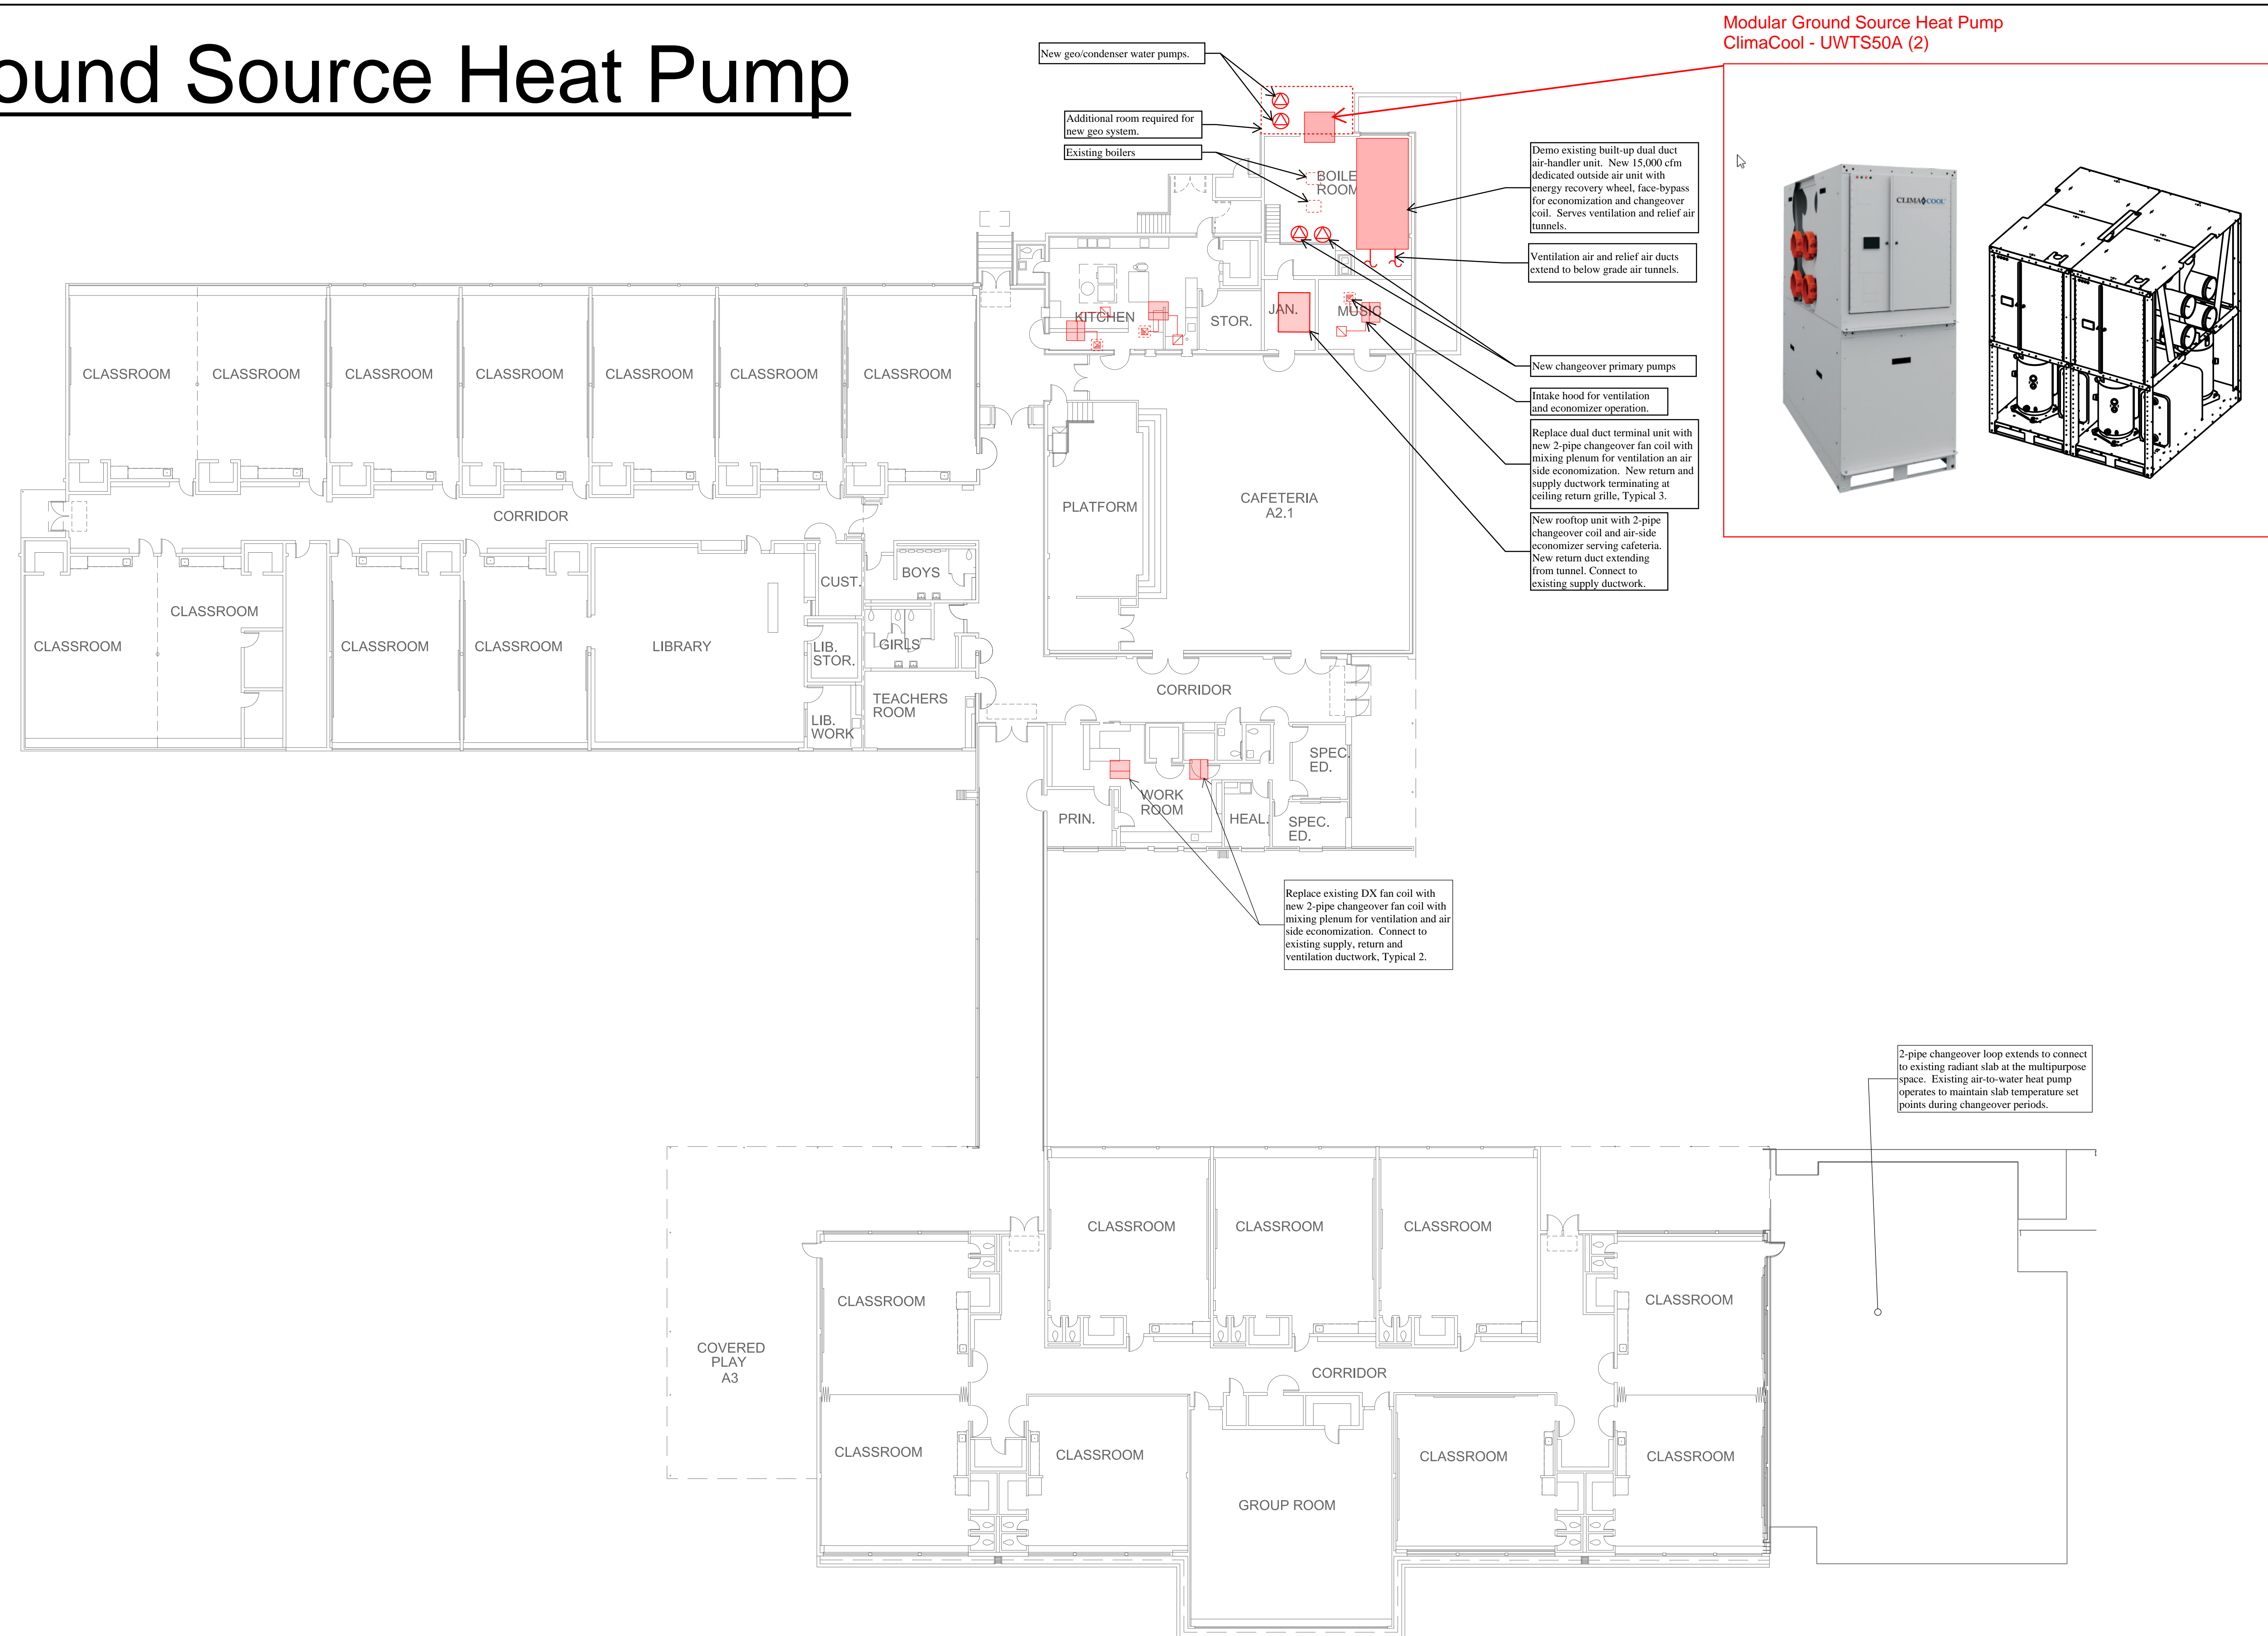 ound Source Heat Pump
Modular Ground Source Heat Pump
ClimaCool - UWTS50A (2)
New geo/condenser water pumps.
Additional room required for
new geo system.
Existing boilers
Demo existing built-up dual duct
air-handler unit.  New 15,000 cfm
dedicated outside air unit with
energy recovery wheel, face-bypass
for economization and changeover
coil.  Serves ventilation and relief air
tunnels.
Ventilation air and relief air ducts
extend to below grade air tunnels.
New changeover primary pumps
Intake hood for ventilation
and economizer operation.
Replace dual duct terminal unit with
new 2-pipe changeover fan coil with
mixing plenum for ventilation an air
side economization.  New return and
supply ductwork terminating at
ceiling return grille, Typical 3.
New rooftop unit with 2-pipe
changeover coil and air-side
economizer serving cafeteria.
New return duct extending
from tunnel. Connect to
existing supply ductwork.
CLIMACOOL
BOILE
ROOM
KITCHEN
STOR.
JAN.
MUSIC
CLASSROOM
CLASSROOM
CLASSROOM
CLASSROOM
CLASSROOM
CLASSROOM
CLASSROOM
PLATFORM
CAFETERIA
A2.1
CORRIDOR
CUST.
BOYS
CLASSROOM
CLASSROOM
CLASSROOM
CLASSROOM
LIBRARY
LIB.
STOR.
GIRLS
TEACHERS
ROOM
LIB.
WORK
CORRIDOR
SPEC.
ED.
WORK
ROOM
PRIN.
HEAL.
SPEC.
ED.
Replace existing DX fan coil with
new 2-pipe changeover fan coil with
mixing plenum for ventilation and air
side economization.  Connect to
existing supply, return and
ventilation ductwork, Typical 2.
2-pipe changeover loop extends to connect
to existing radiant slab at the multipurpose
space.  Existing air-to-water heat pump
operates to maintain slab temperature set
points during changeover periods.
CLASSROOM
CLASSROOM
CLASSROOM
CLASSROOM
CLASSROOM
COVERED
PLAY
A3
CORRIDOR
CLASSROOM
CLASSROOM
CLASSROOM
CLASSROOM
GROUP ROOM